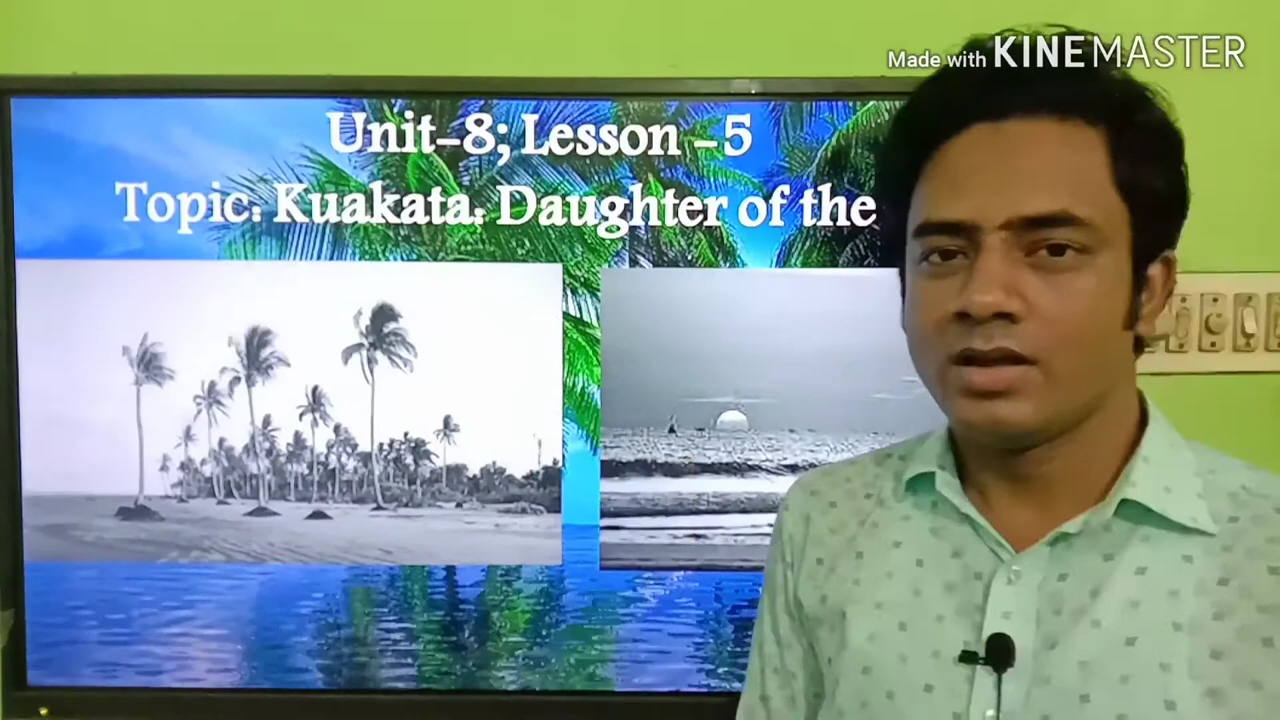 Made with KINEMASTER
Unit-8; Lesson -5
Topic: Kuakata: Daughter of the